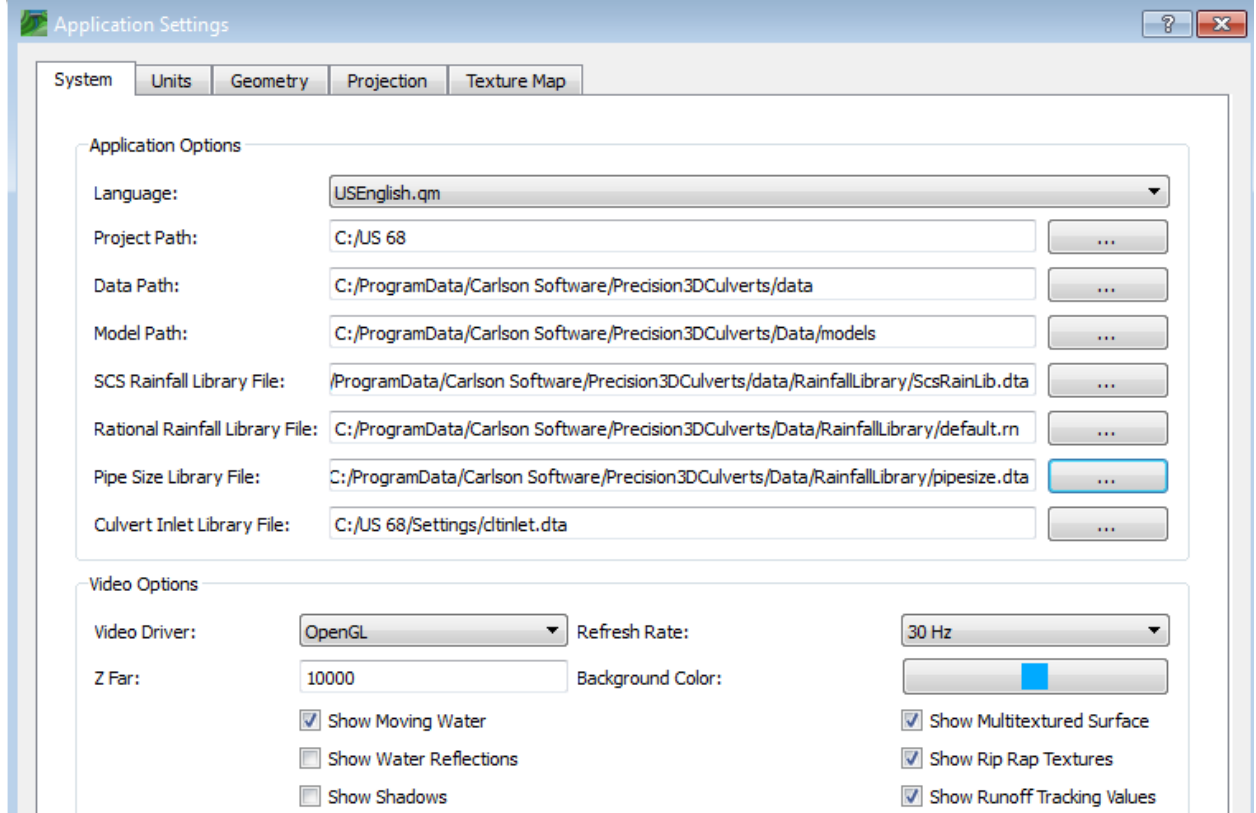 Application Settings
System Units Geometry Projection Texture Map
Application Options
Language: USEnglish.qm
Project Path: C:/US 68 ...
Data Path: C:/ProgramData/Carlson Software/Precision3DCulverts/data ...
Model Path: C:/ProgramData/Carlson Software/Precision3DCulverts/Data/models ...
SCS Rainfall Library File: /ProgramData/Carlson Software/Precision3DCulverts/data/RainfallLibrary/ScsRainLib.dta ...
Rational Rainfall Library File: C:/ProgramData/Carlson Software/Precision3DCulverts/Data/RainfallLibrary/default.rn ...
Pipe Size Library File: C:/ProgramData/Carlson Software/Precision3DCulverts/Data/RainfallLibrary/pipesize.dta ...
Culvert Inlet Library File: C:/US 68/Settings/cltinlet.dta ...
Video Options
Video Driver: OpenGL Refresh Rate: 30 Hz
Z Far: 10000 Background Color:
Show Moving Water Show Multitextured Surface
Show Water Reflections Show Rip Rap Textures
Show Shadows Show Runoff Tracking Values